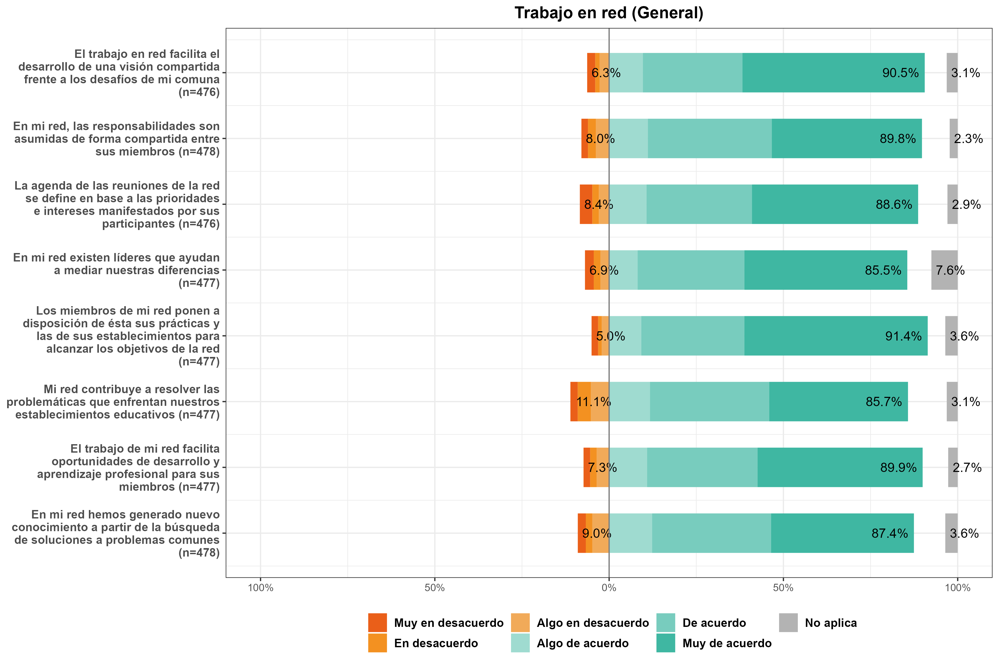 Trabajo en red (General)
El trabajo en red facilita el
desarrollo de una visión compartida
frente a los desafíos de mi comuna
(n=476)
6.3%
90.5%
3.1%
En mi red, las responsabilidades son
asumidas de forma compartida entre
sus miembros (n=478)
8.0%
89.8%
2.3%
La agenda de las reuniones de la red
se define en base a las prioridades
e intereses manifestados por sus
participantes (n=476)
8.4%
88.6%
2.9%
En mi red existen líderes que ayudan
a mediar nuestras diferencias
(n=477)
6.9%
85.5%
7.6%
Los miembros de mi red ponen a
disposición de ésta sus prácticas y
las de sus establecimientos para
alcanzar los objetivos de la red
(n=477)
5.0%
91.4%
3.6%
Mi red contribuye a resolver las
problemáticas que enfrentan nuestros
establecimientos educativos (n=477)
11.1%
85.7%
3.1%
El trabajo de mi red facilita
oportunidades de desarrollo y
aprendizaje profesional para sus
miembros (n=477)
7.3%
89.9%
2.7%
En mi red hemos generado nuevo
conocimiento a partir de la búsqueda
de soluciones a problemas comunes
(n=478)
9.0%
87.4%
3.6%
100% 50% 0% 50% 100%
Muy en desacuerdo Algo en desacuerdo De acuerdo No aplica
En desacuerdo Algo de acuerdo Muy de acuerdo